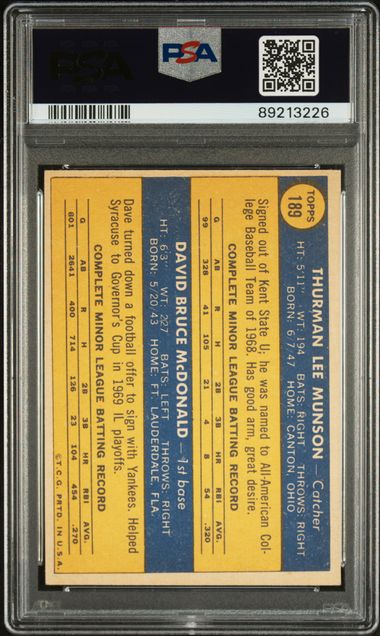 PSA
PSA
89213226
TOPPS
189
THURMAN LEE MUNSON — Catcher
HT: 5'11" WT: 194 BATS: RIGHT THROWS: RIGHT
BORN: 6/7/47 HOME: CANTON, OHIO
Signed out of Kent State U; he was named to All-American Col-
lege Baseball Team of 1968. Has good arm, great desire.
COMPLETE MINOR LEAGUE BATTING RECORD
G AB R H 2B 3B HR RBI AVG.
99 328 41 105 21 4 8 54 .320
DAVID BRUCE McDONALD — 1st base
HT: 6'3" WT: 227 BATS: LEFT THROWS: RIGHT
BORN: 5/20/43 HOME: FT. LAUDERDALE, FLA.
Dave turned down a football offer to sign with Yankees. Helped
Syracuse to Governor's Cup in 1969 IL playoffs.
COMPLETE MINOR LEAGUE BATTING RECORD
G AB R H 2B 3B HR RBI AVG.
801 2641 400 714 126 23 104 454 .270
© T.C.G. PRTD. IN U.S.A.